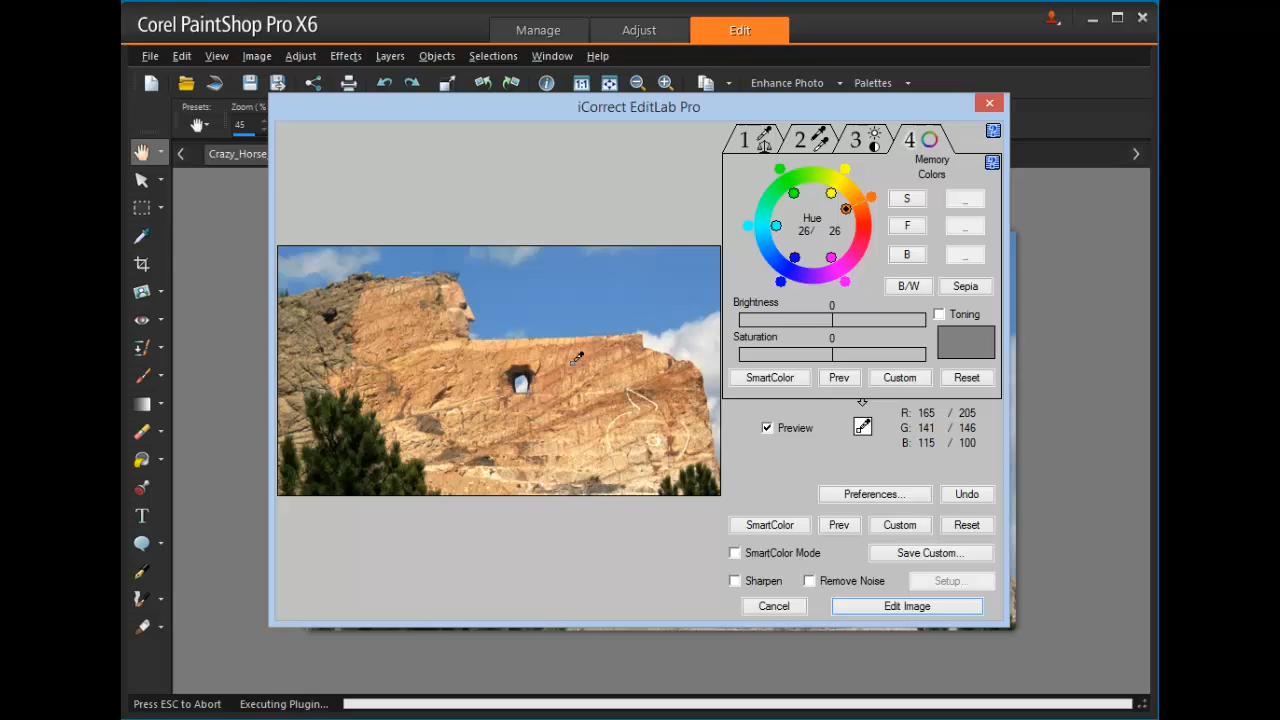 Corel PaintShop Pro X6
Manage
Adjust
Edit
File Edit View Image Adjust Effects Layers Objects Selections Window Help
Enhance Photo
Palettes
Presets:
Zoom (%
45
Crazy_Horse_
iCorrect EditLab Pro
1
2
3
4
Memory
Colors
Hue
26/ 26
S _
F _
B _
B/W Sepia
Brightness 0
Toning
Saturation 0
SmartColor Prev Custom Reset
Preview
R: 165 / 205
G: 141 / 146
B: 115 / 100
Preferences... Undo
SmartColor Prev Custom Reset
SmartColor Mode Save Custom...
Sharpen Remove Noise Setup...
Cancel Edit Image
T
Press ESC to Abort Executing Plugin...